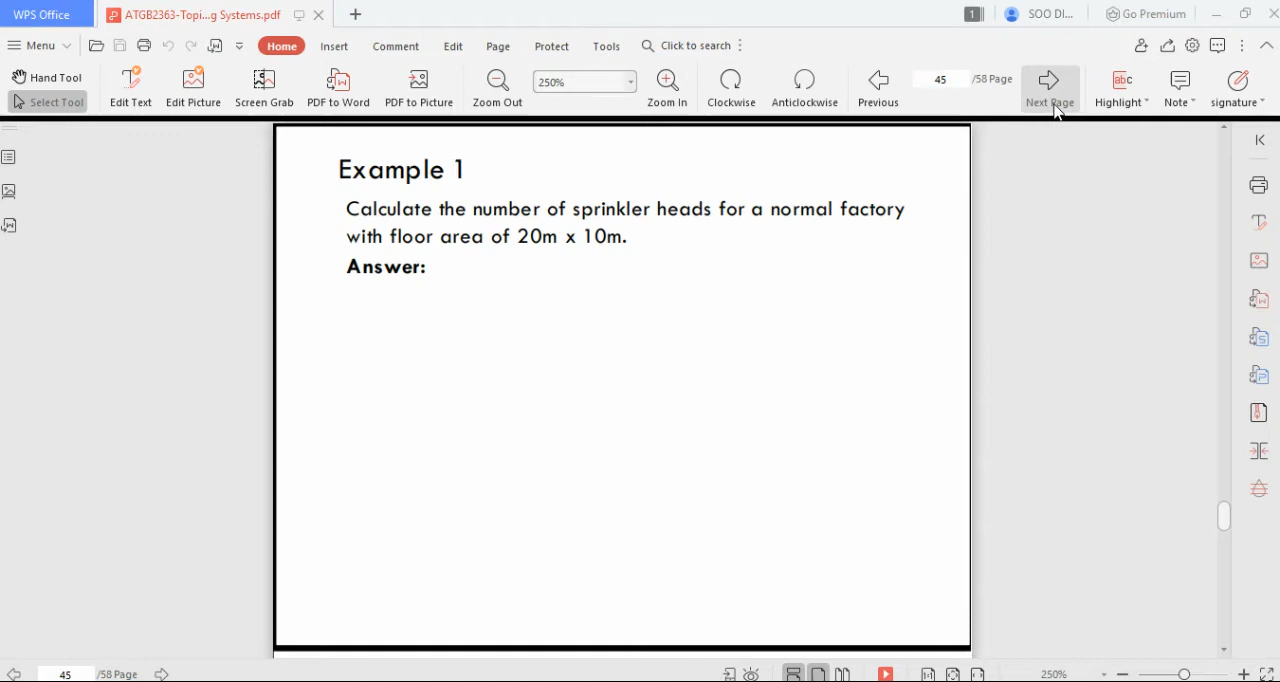 WPS Office
ATGB2363-Topi...g Systems.pdf
1
SOO DI...
Go Premium
Menu
Home
Insert
Comment
Edit
Page
Protect
Tools
Click to search
Hand Tool
Select Tool
Edit Text
Edit Picture
Screen Grab
PDF to Word
PDF to Picture
Zoom Out
250%
Zoom In
Clockwise
Anticlockwise
Previous
45 /58 Page
Next Page
abc
Highlight
Note
signature
Example 1
Calculate the number of sprinkler heads for a normal factory
with floor area of 20m x 10m.
Answer:
45 /58 Page
250%